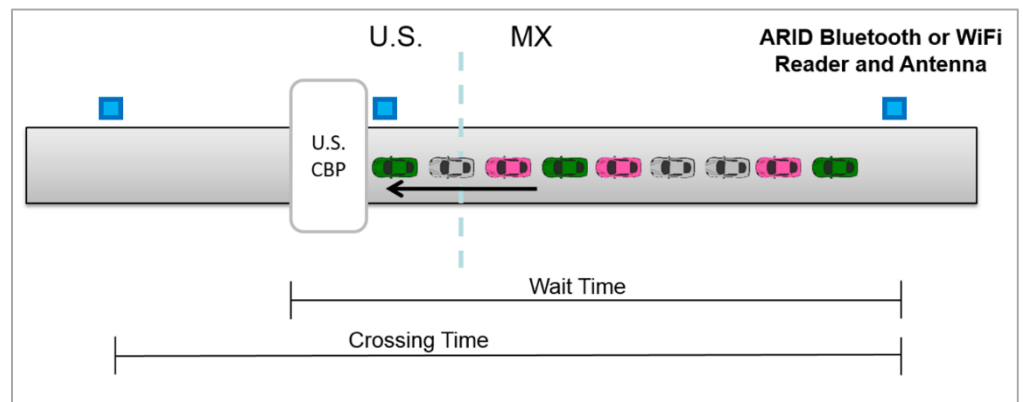 U.S.
MX
ARID Bluetooth or WiFi
Reader and Antenna
U.S.
CBP
Wait Time
Crossing Time